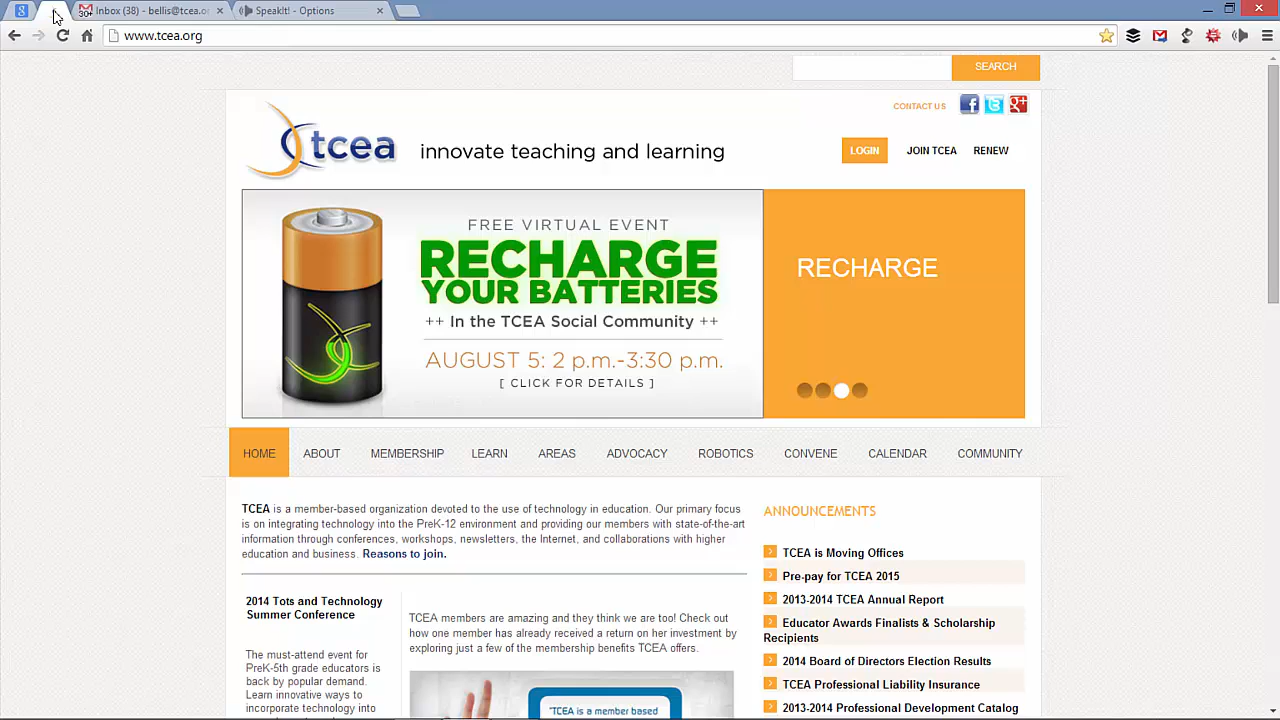 Inbox (38) - bellis@tcea.or
SpeakIt! - Options
www.tcea.org
SEARCH
CONTACT US
tcea innovate teaching and learning
LOGIN JOIN TCEA RENEW
FREE VIRTUAL EVENT
RECHARGE
YOUR BATTERIES
++ In the TCEA Social Community ++
AUGUST 5: 2 p.m.-3:30 p.m.
[ CLICK FOR DETAILS ]
RECHARGE
HOME ABOUT MEMBERSHIP LEARN AREAS ADVOCACY ROBOTICS CONVENE CALENDAR COMMUNITY
TCEA is a member-based organization devoted to the use of technology in education. Our primary focus
is on integrating technology into the PreK-12 environment and providing our members with state-of-the-art
information through conferences, workshops, newsletters, the Internet, and collaborations with higher
education and business. Reasons to join.
2014 Tots and Technology
Summer Conference
The must-attend event for
PreK-5th grade educators is
back by popular demand.
Learn innovative ways to
incorporate technology into
TCEA members are amazing and they think we are too! Check out
how one member has already received a return on her investment by
exploring just a few of the membership benefits TCEA offers.
"TCEA is a member based
ANNOUNCEMENTS
TCEA is Moving Offices
Pre-pay for TCEA 2015
2013-2014 TCEA Annual Report
Educator Awards Finalists & Scholarship
Recipients
2014 Board of Directors Election Results
TCEA Professional Liability Insurance
2013-2014 Professional Development Catalog